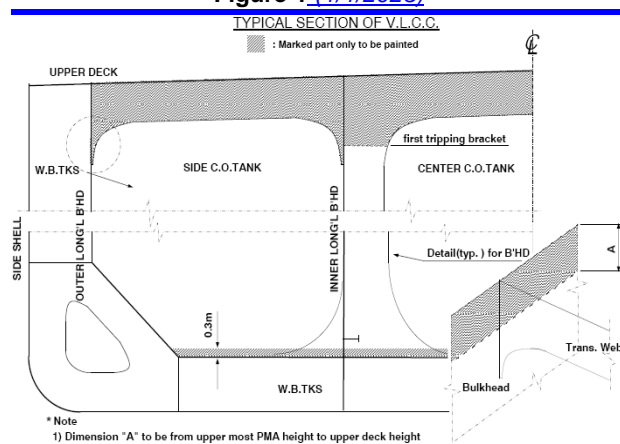 Figure 1 (1/1/2023)
TYPICAL SECTION OF V.L.C.C.
: Marked part only to be painted
UPPER DECK
first tripping bracket
W.B.TKS
SIDE C.O.TANK
CENTER C.O.TANK
SIDE SHELL
OUTER LONG'L B'HD
INNER LONG'L B'HD
A
Detail(typ. ) for B'HD
0.3m
Trans. Web
W.B.TKS
Bulkhead
* Note
1) Dimension "A" to be from upper most PMA height to upper deck height